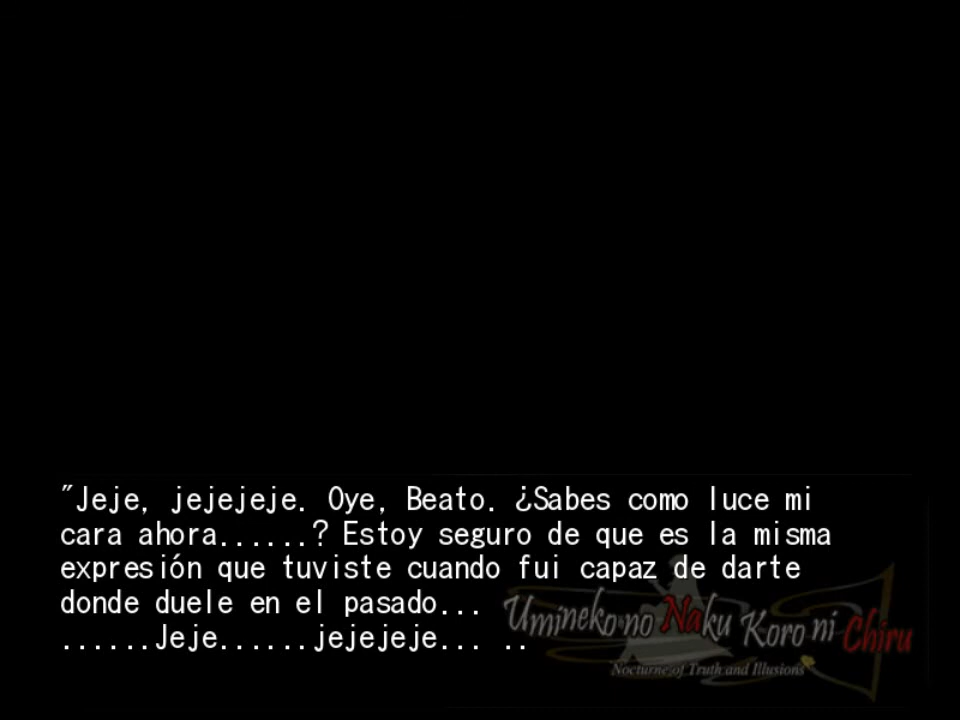 "Jeje, jejejeje. Oye, Beato. ¿Sabes como luce mi
cara ahora......? Estoy seguro de que es la misma
expresión que tuviste cuando fui capaz de darte
donde duele en el pasado...
......Jeje......jejejeje... ..
Umineko no Naku Koro ni Chiru
Nocturne of Truth and Illusions